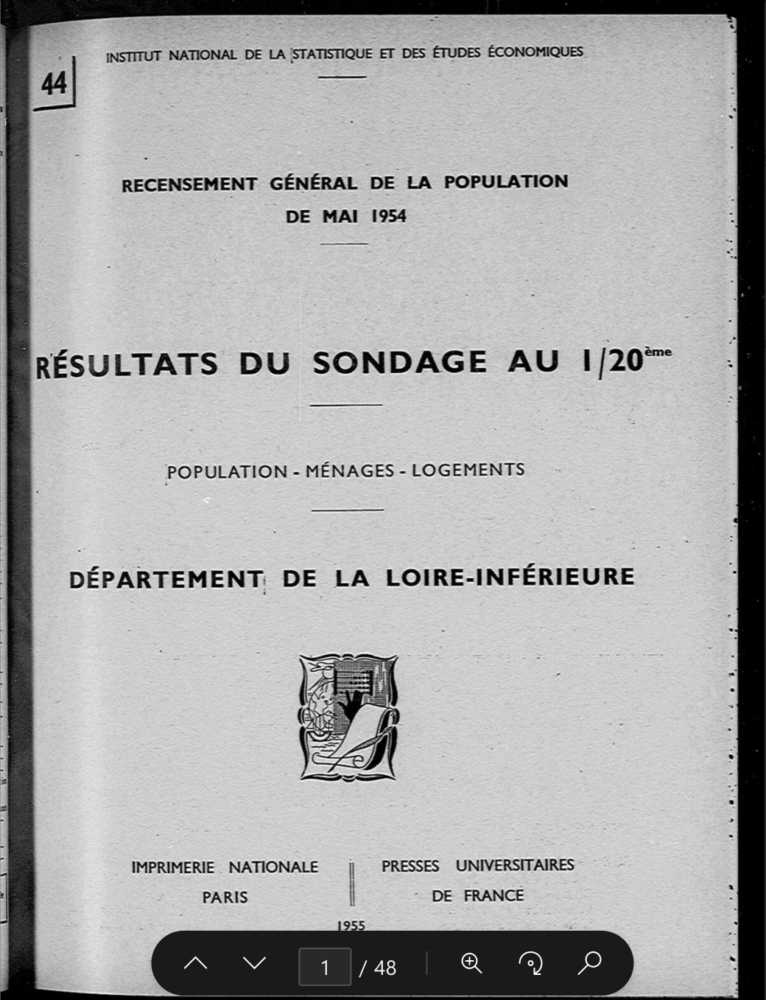 INSTITUT NATIONAL DE LA STATISTIQUE ET DES ÉTUDES ÉCONOMIQUES
44
RECENSEMENT GÉNÉRAL DE LA POPULATION
DE MAI 1954
RÉSULTATS DU SONDAGE AU 1/20ème
POPULATION - MÉNAGES - LOGEMENTS
DÉPARTEMENT DE LA LOIRE-INFÉRIEURE
IMPRIMERIE NATIONALE
PARIS
PRESSES UNIVERSITAIRES
DE FRANCE
1955
1 / 48